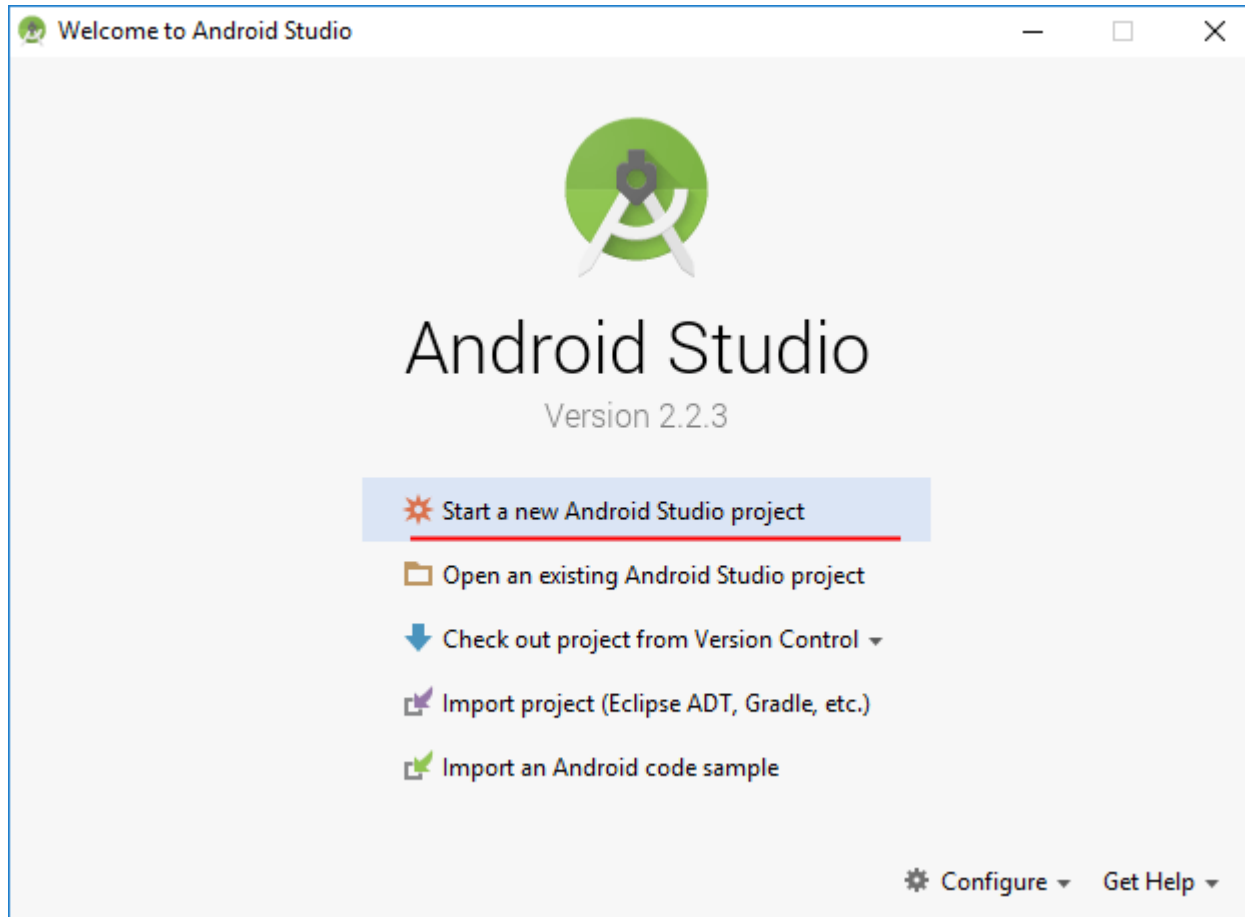 Welcome to Android Studio
Android Studio
Version 2.2.3
Start a new Android Studio project
Open an existing Android Studio project
Check out project from Version Control
Import project (Eclipse ADT, Gradle, etc.)
Import an Android code sample
Configure Get Help